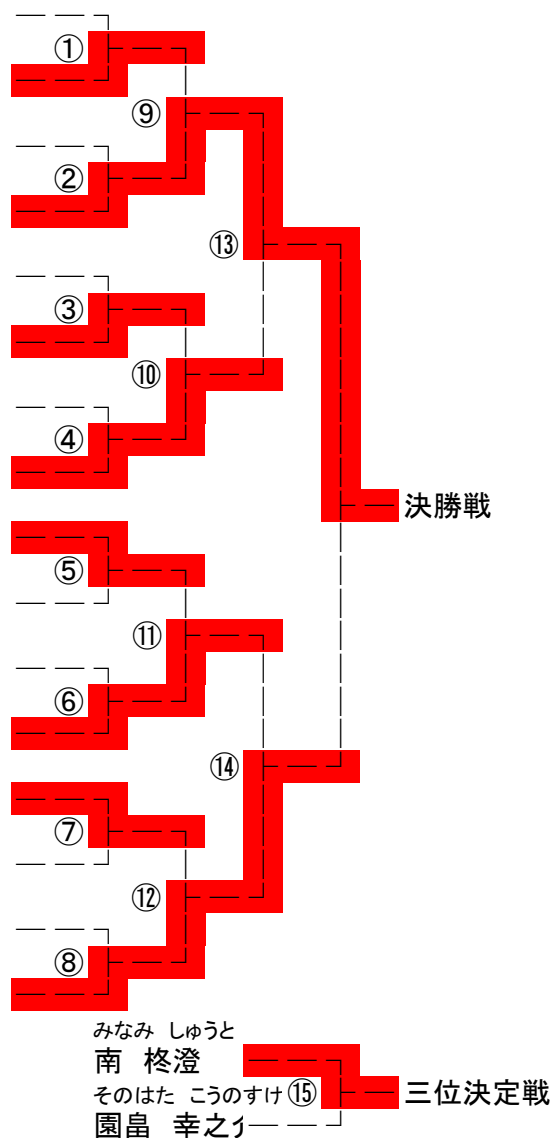 ①
⑨
②
⑬
③
⑩
④
決勝戦
⑤
⑪
⑥
⑭
⑦
⑫
⑧
みなみ しゅうと
南 柊澄
そのはた こうのすけ ⑮ 三位決定戦
園畠 幸之